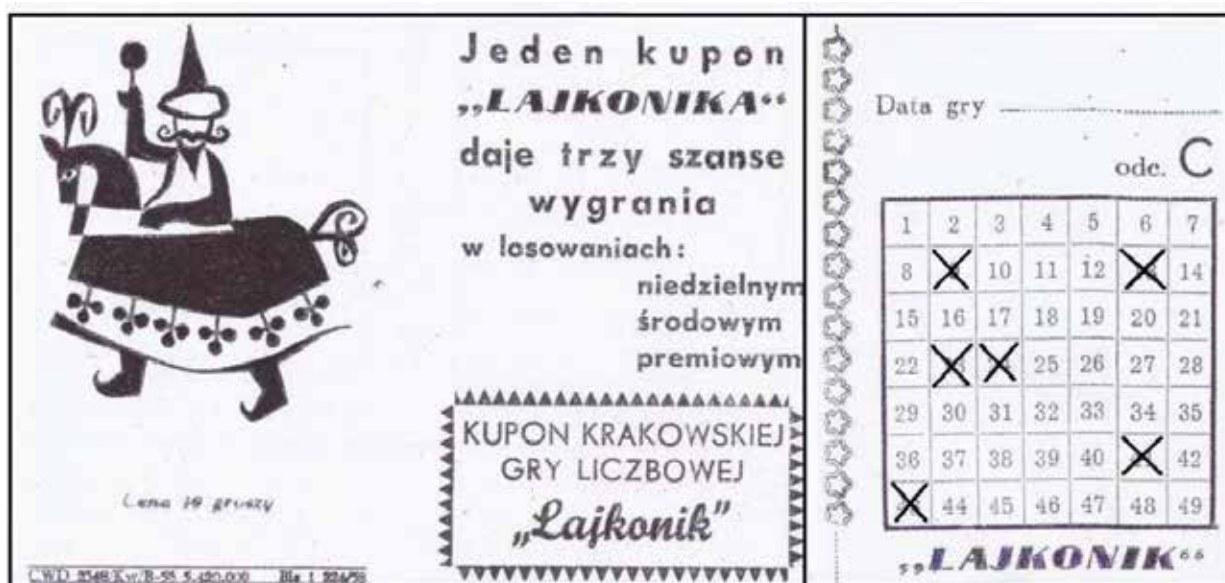 Jeden kupon
„LAJKONIKA“
daje trzy szanse
wygrania
w losowaniach:
niedzielnym
środowym
premiowym
KUPON KRAKOWSKIEJ
GRY LICZBOWEJ
„Lajkonik”
Cena groszy
CWD
Data gry
odc. C
1 2 3 4 5 6 7
8 10 11 12 14
15 16 17 18 19 20 21
22 25 26 27 28
29 30 31 32 33 34 35
36 37 38 39 40 42
44 45 46 47 48 49
„LAJKONIK“